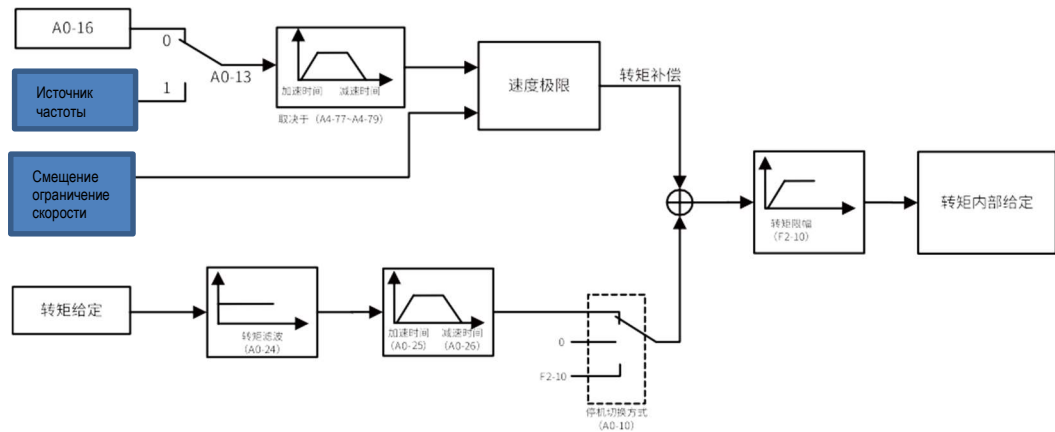 A0-16
0
A0-13
1
Источник
частоты
加速时间 减速时间
取决于（A4-77~A4-79）
速度极限
转矩补偿
Смещение
ограничение
скорости
转矩限幅
（F2-10）
转矩内部给定
转矩给定
转矩滤波
（A0-24）
加速时间 减速时间
（A0-25） （A0-26）
0
F2-10
停机切换方式
（A0-10）